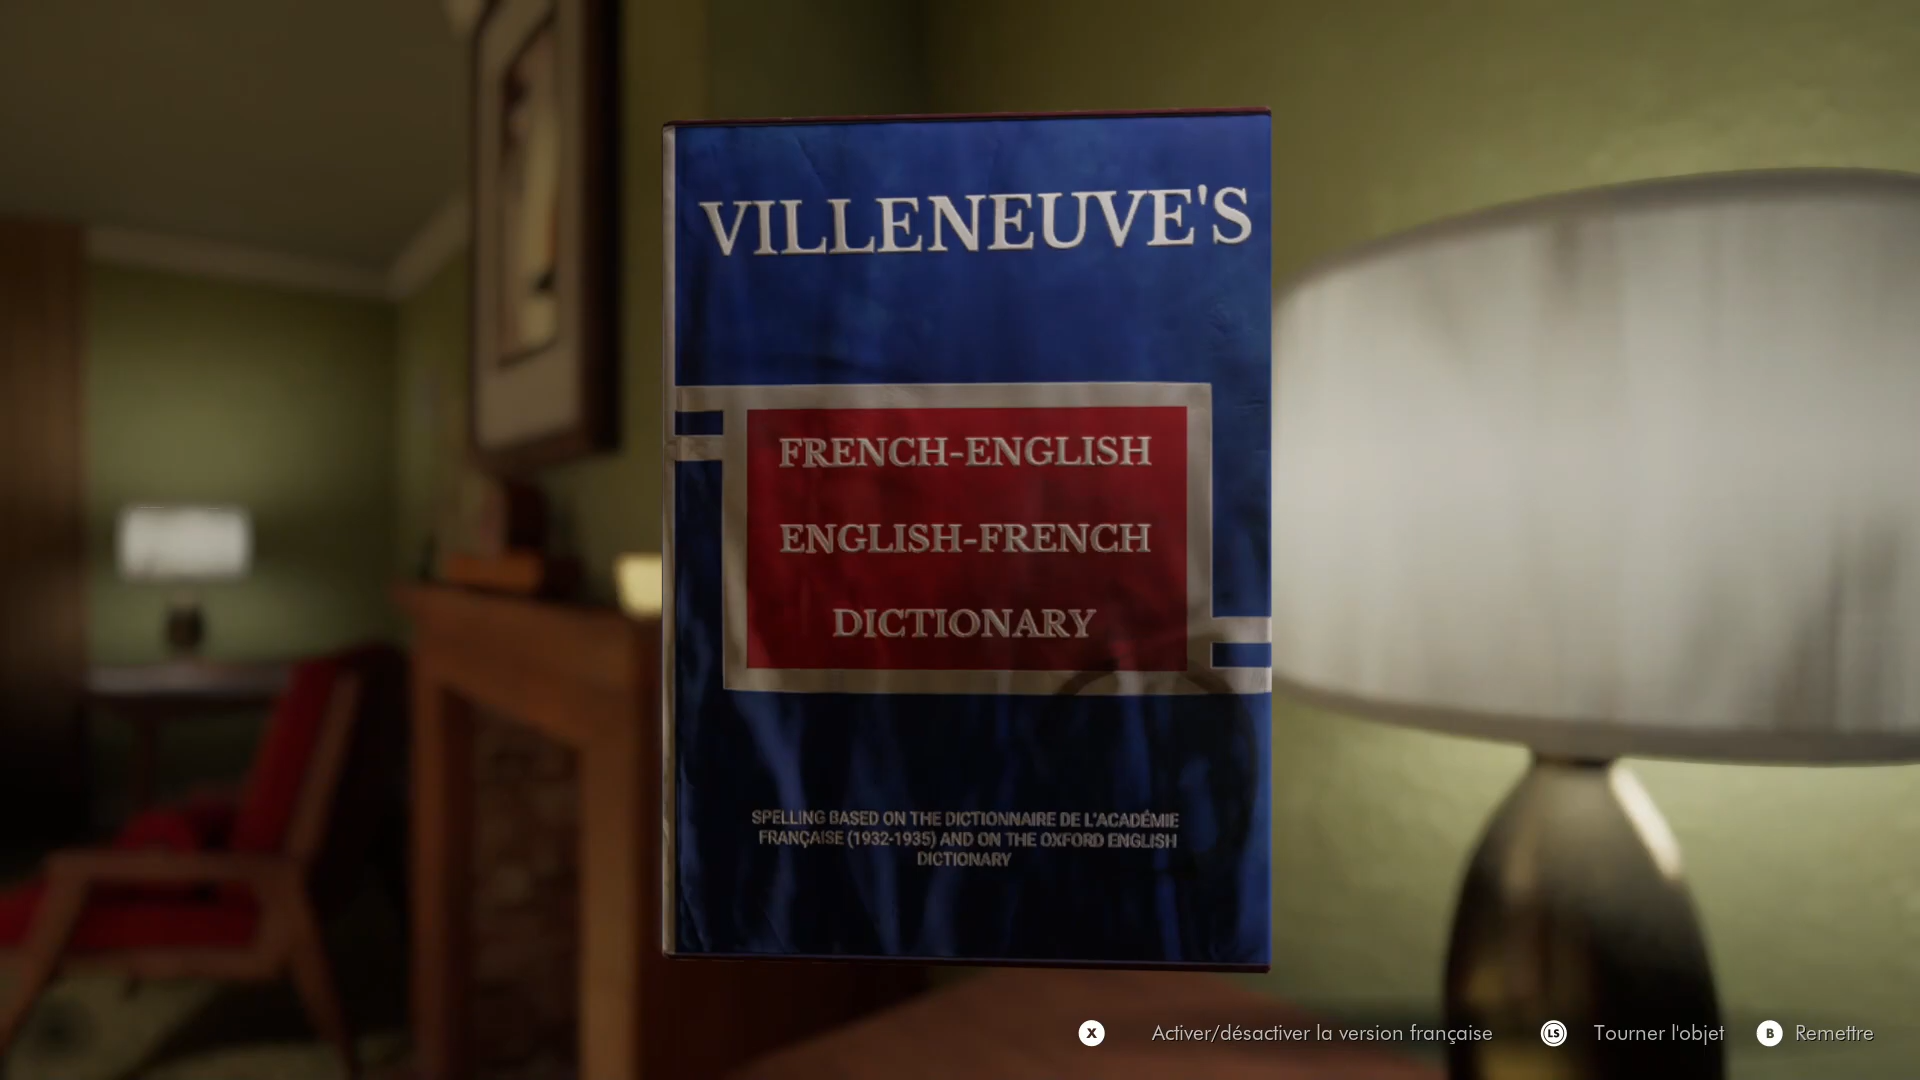 VILLENEUVE'S
FRENCH-ENGLISH
ENGLISH-FRENCH
DICTIONARY
SPELLING BASED ON THE DICTIONNAIRE DE L'ACADÉMIE
FRANÇAISE (1932-1935) AND ON THE OXFORD ENGLISH
DICTIONARY
X Activer/désactiver la version française LS Tourner l'objet B Remettre